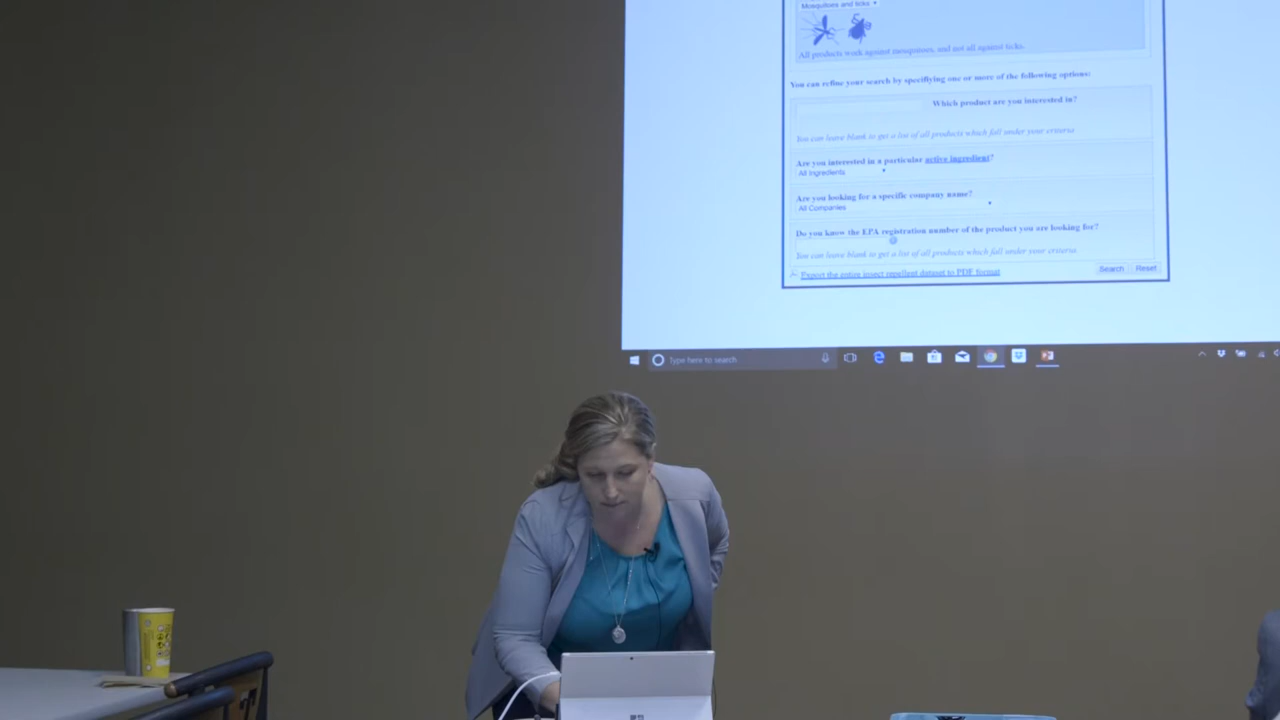 Mosquitoes and ticks
All products work against mosquitoes, and not all against ticks.
You can refine your search by specifiying one or more of the following options:
Which product are you interested in?
You can leave blank to get a list of all products which fall under your criteria.
Are you interested in a particular active ingredient?
All Ingredients
Are you looking for a specific company name?
All Companies
Do you know the EPA registration number of the product you are looking for?
You can leave blank to get a list of all products which fall under your criteria.
Export the entire insect repellent dataset to PDF format
Search Reset
Type here to search